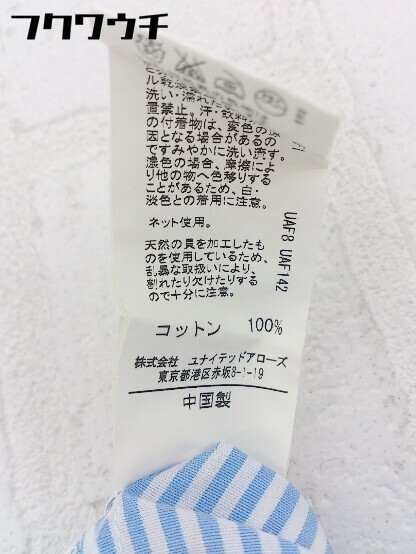 フクワウチ
洗い・濡れた
置禁止。汗・飲料
の付着物は、変色の原
因となる場合があるの
ですみやかに洗い流す。
濃色の場合、摩擦によ
り他の物へ色移りする
ことがあるため、白・
淡色との着用に注意。
ネット使用。
天然の貝を加工したも
のを使用しているため、
乱暴な取扱いにより、
割れたり欠けたりする
ので十分に注意。
UAF8 UAF142
コットン 100%
株式会社 ユナイテッドアローズ
東京都港区赤坂8-1-19
中国製